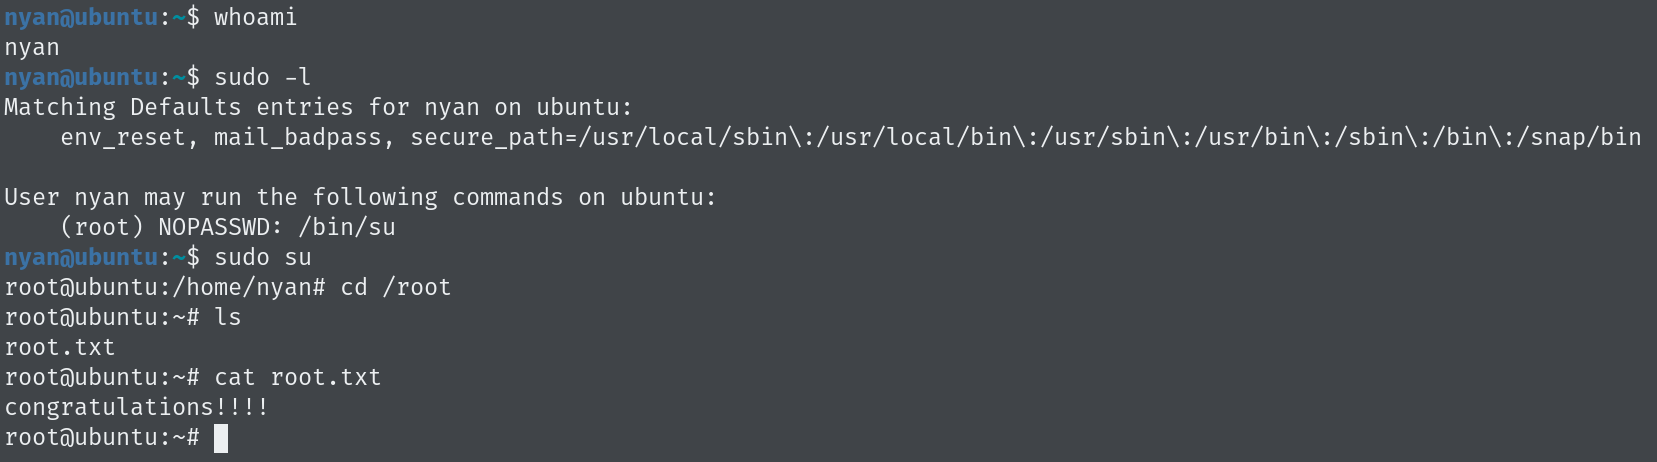 nyan@ubuntu:~$ whoami
nyan
nyan@ubuntu:~$ sudo -l
Matching Defaults entries for nyan on ubuntu:
    env_reset, mail_badpass, secure_path=/usr/local/sbin\:/usr/local/bin\:/usr/sbin\:/usr/bin\:/sbin\:/bin\:/snap/bin

User nyan may run the following commands on ubuntu:
    (root) NOPASSWD: /bin/su
nyan@ubuntu:~$ sudo su
root@ubuntu:/home/nyan# cd /root
root@ubuntu:~# ls
root.txt
root@ubuntu:~# cat root.txt
congratulations!!!!
root@ubuntu:~#